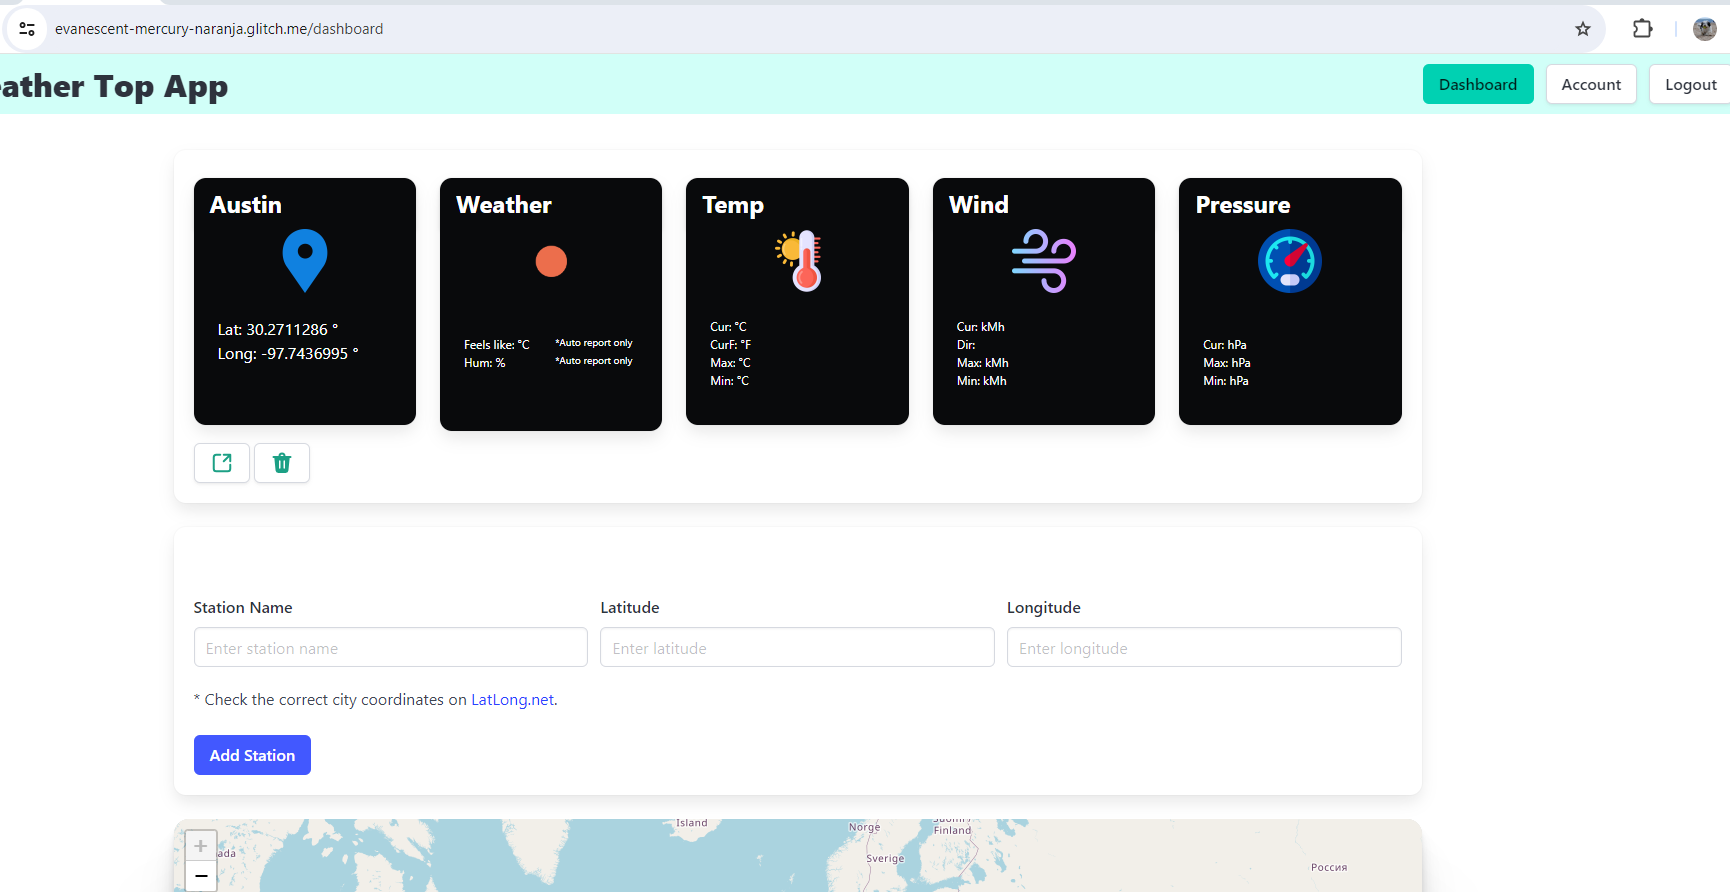 evanescent-mercury-naranja.glitch.me/dashboard
eather Top App
Dashboard
Account
Logout
Austin
Lat: 30.2711286 °
Long: -97.7436995 °
Weather
Feels like: °C
*Auto report only
Hum: %
*Auto report only
Temp
Cur: °C
CurF: °F
Max: °C
Min: °C
Wind
Cur: kMh
Dir:
Max: kMh
Min: kMh
Pressure
Cur: hPa
Max: hPa
Min: hPa
Station Name
Latitude
Longitude
Enter station name
Enter latitude
Enter longitude
* Check the correct city coordinates on LatLong.net.
Add Station
+
−
ada
Ísland
Norge
Suomi /
Finland
Sverige
Россия